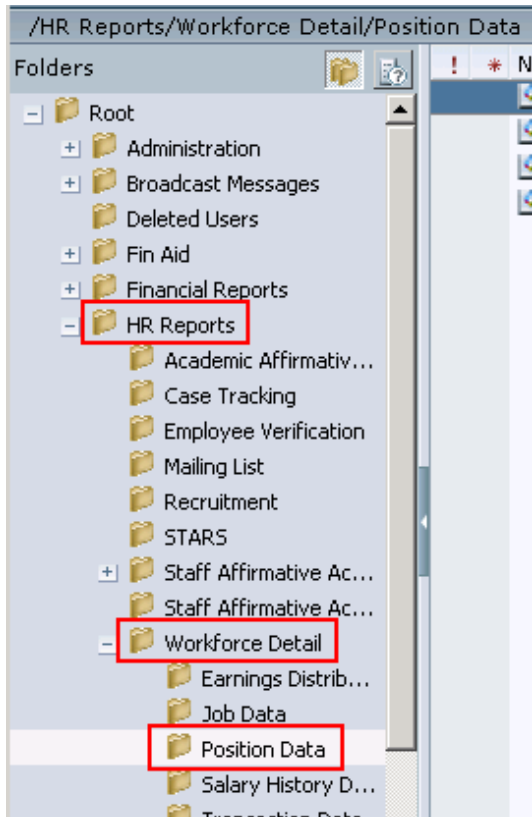 /HR Reports/Workforce Detail/Position Data
Folders
! * N
Root
Administration
Broadcast Messages
Deleted Users
Fin Aid
Financial Reports
HR Reports
Academic Affirmativ...
Case Tracking
Employee Verification
Mailing List
Recruitment
STARS
Staff Affirmative Ac...
Staff Affirmative Ac...
Workforce Detail
Earnings Distrib...
Job Data
Position Data
Salary History D...
Transaction Data